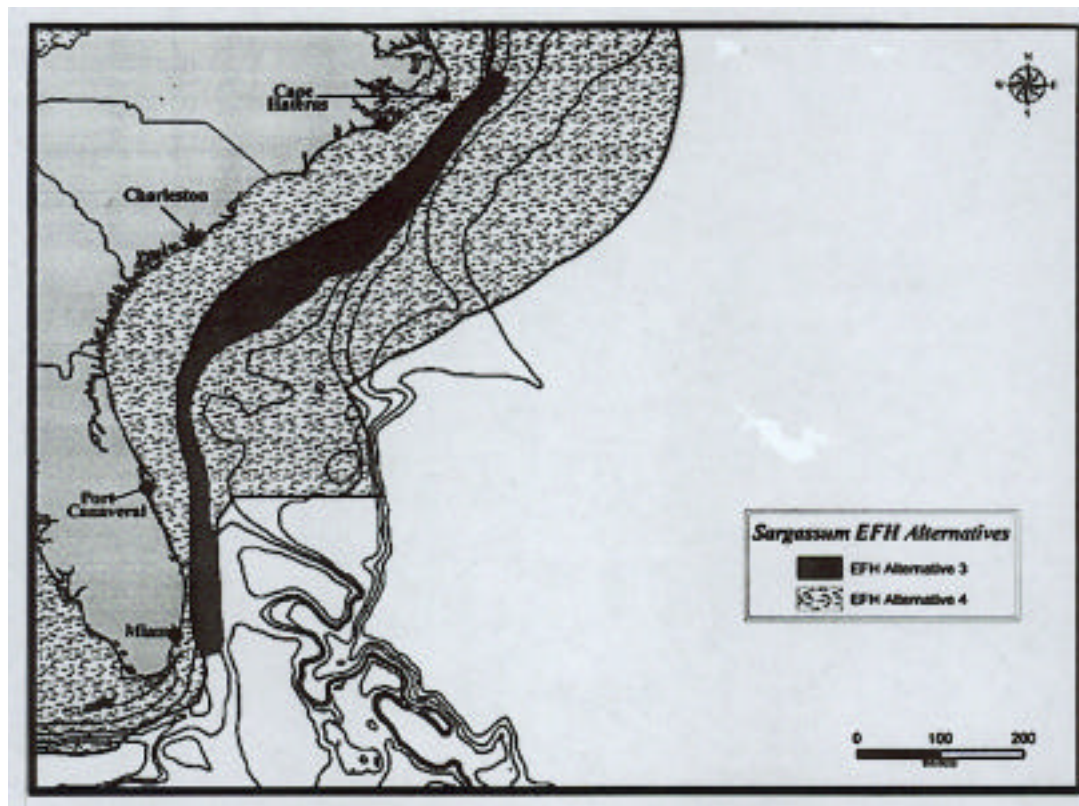 N
Cape
Hatteras
Charleston
Port
Canaveral
Miami
Sargassum EFH Alternatives
EFH Alternative 3
EFH Alternative 4
0 100 200
Miles